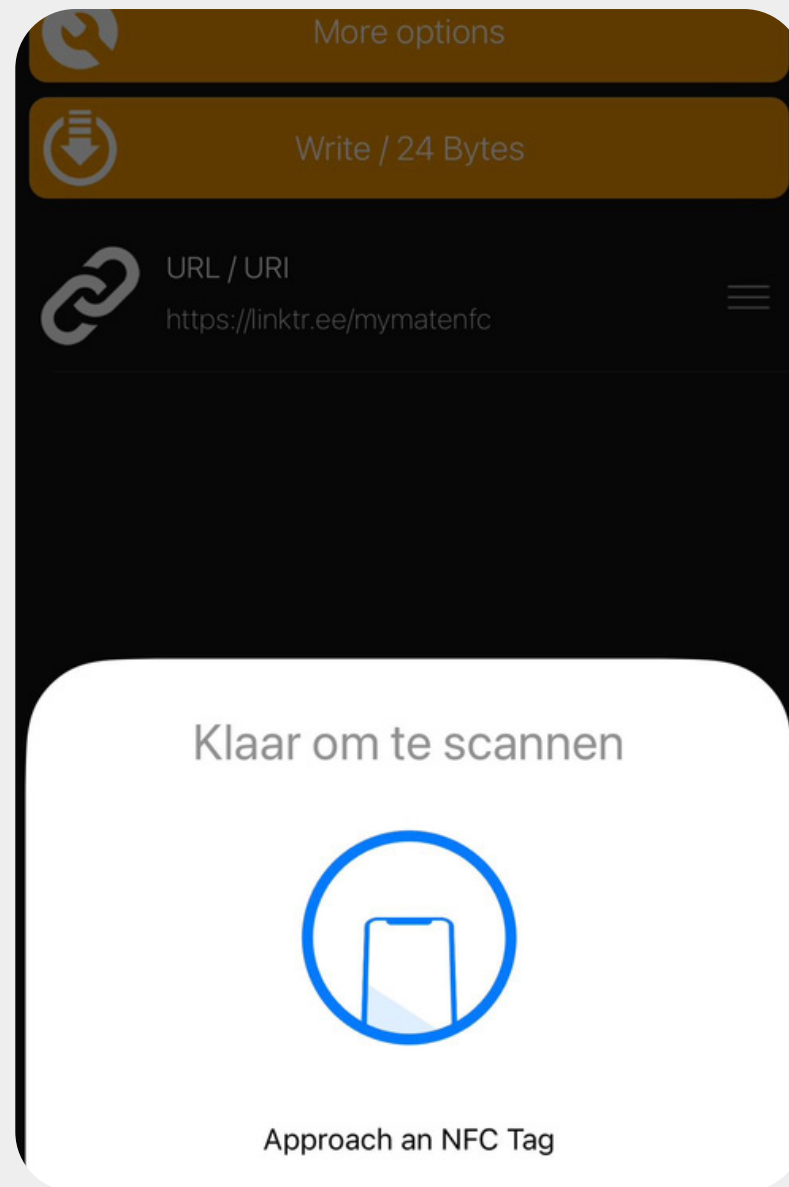 More options
Write / 24 Bytes
URL / URI
https://linktr.ee/mymatenfc
Klaar om te scannen
Approach an NFC Tag